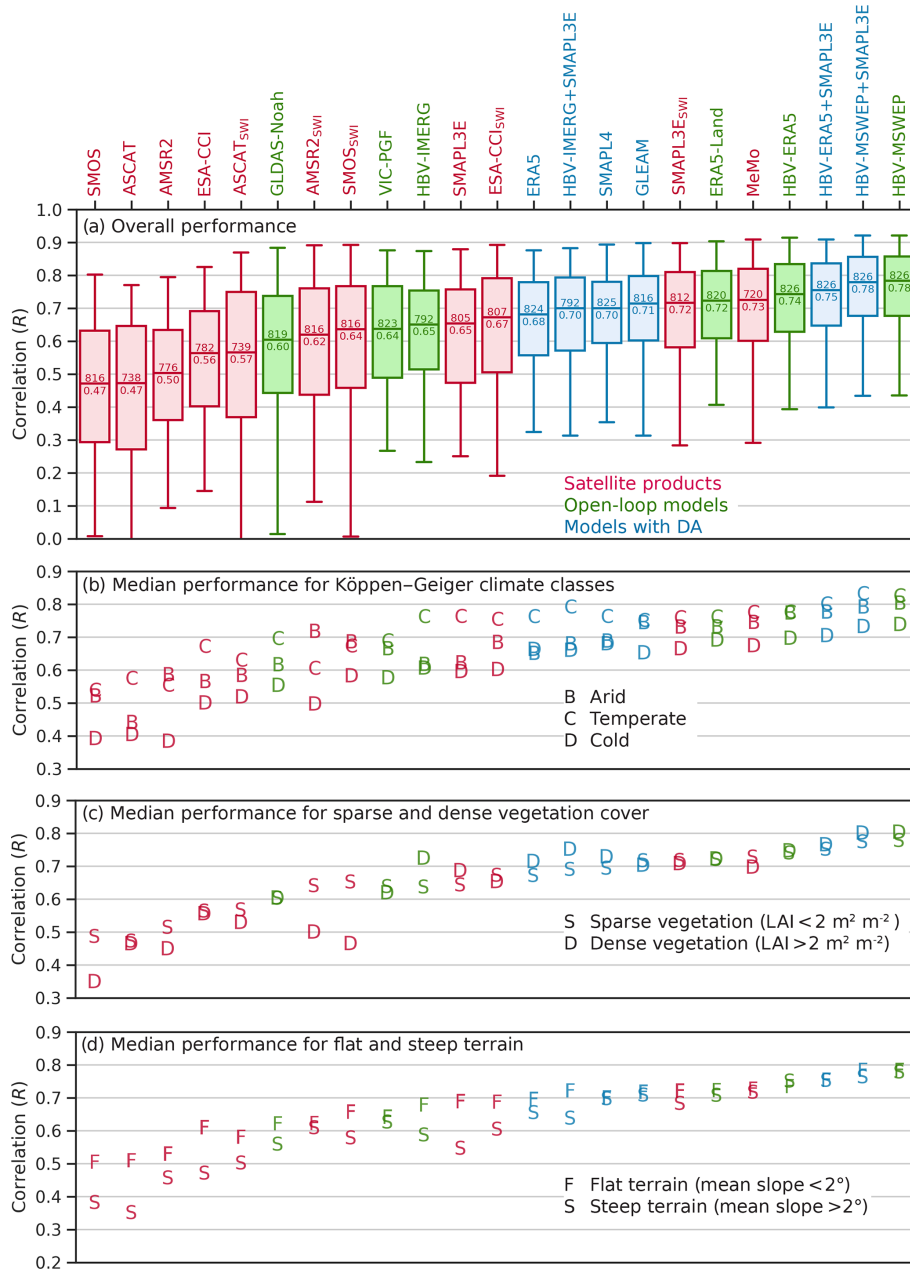 SMOS
ASCAT
AMSR2
ESA-CCI
ASCAT_SWI
GLDAS-Noah
AMSR2_SWI
SMOS_SWI
VIC-PGF
HBV-IMERG
SMAPL3E
ESA-CCI_SWI
ERA5
HBV-IMERG+SMAPL3E
SMAPL4
GLEAM
SMAPL3E_SWI
ERA5-Land
MeMo
HBV-ERA5
HBV-ERA5+SMAPL3E
HBV-MSWEP+SMAPL3E
HBV-MSWEP
(a) Overall performance
Correlation (R)
1.0
0.9
0.8
0.7
0.6
0.5
0.4
0.3
0.2
0.1
0.0
816
0.47
738
0.47
776
0.50
782
0.56
739
0.57
819
0.60
816
0.62
816
0.64
823
0.64
792
0.65
805
0.65
807
0.67
824
0.68
792
0.70
825
0.70
816
0.71
812
0.72
820
0.72
720
0.73
826
0.74
826
0.75
826
0.78
826
0.78
Satellite products
Open-loop models
Models with DA
(b) Median performance for Köppen–Geiger climate classes
Correlation (R)
0.9
0.8
0.7
0.6
0.5
0.4
0.3
B Arid
C Temperate
D Cold
(c) Median performance for sparse and dense vegetation cover
Correlation (R)
0.9
0.8
0.7
0.6
0.5
0.4
0.3
S Sparse vegetation (LAI < 2 m² m⁻²)
D Dense vegetation (LAI > 2 m² m⁻²)
(d) Median performance for flat and steep terrain
Correlation (R)
0.9
0.8
0.7
0.6
0.5
0.4
0.3
0.2
F Flat terrain (mean slope < 2°)
S Steep terrain (mean slope > 2°)